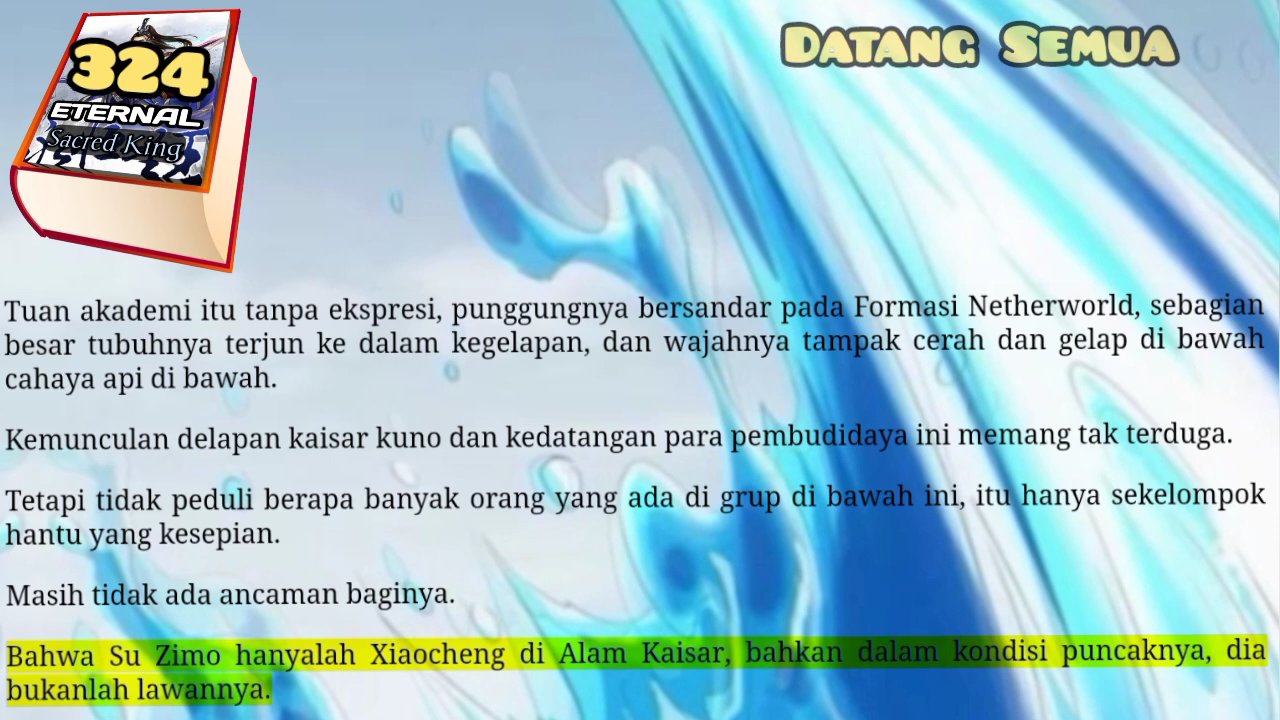 324
ETERNAL
Sacred King
DATANG SEMUA
Tuan akademi itu tanpa ekspresi, punggungnya bersandar pada Formasi Netherworld, sebagian
besar tubuhnya terjun ke dalam kegelapan, dan wajahnya tampak cerah dan gelap di bawah
cahaya api di bawah.
Kemunculan delapan kaisar kuno dan kedatangan para pembudidaya ini memang tak terduga.
Tetapi tidak peduli berapa banyak orang yang ada di grup di bawah ini, itu hanya sekelompok
hantu yang kesepian.
Masih tidak ada ancaman baginya.
Bahwa Su Zimo hanyalah Xiaocheng di Alam Kaisar, bahkan dalam kondisi puncaknya, dia
bukanlah lawannya.